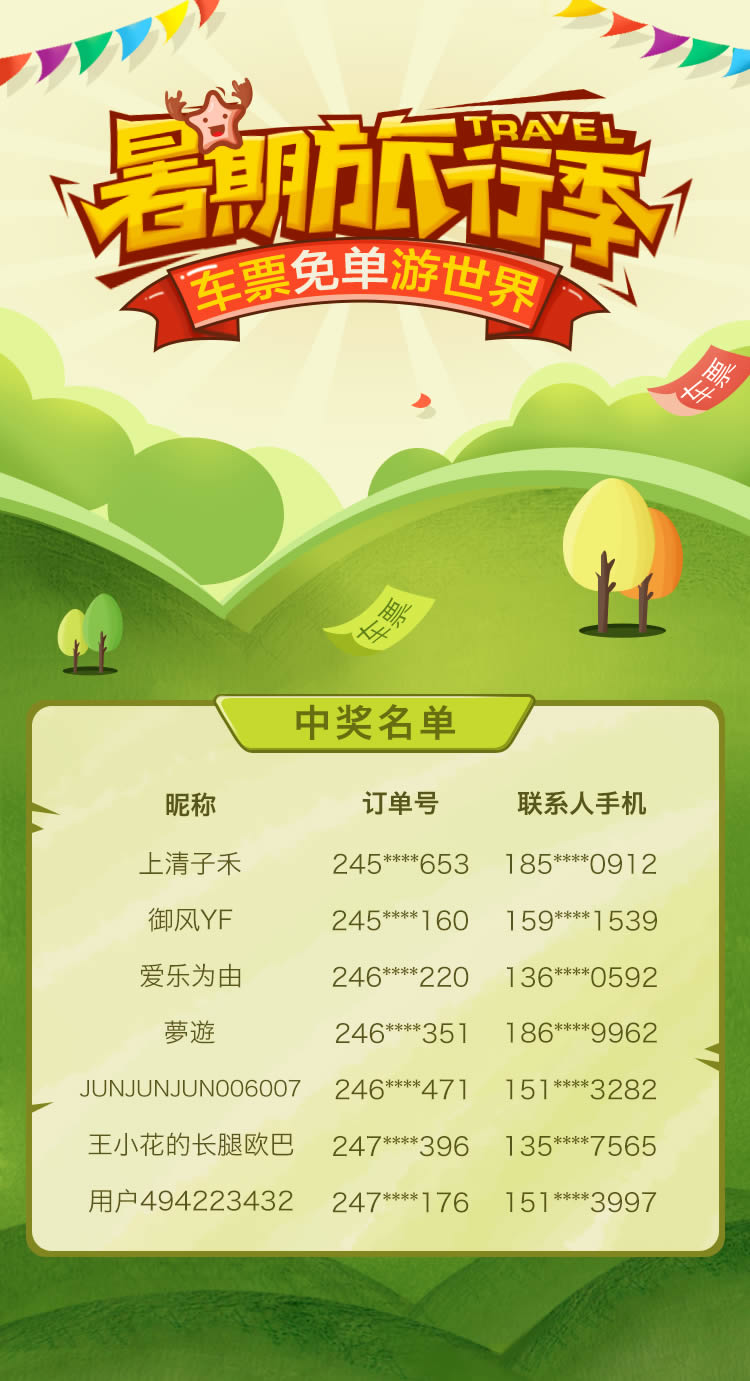 TRAVEL
暑期旅行季
车票免单游世界
车票
车票
中奖名单
昵称 订单号 联系人手机
上清子禾 245****653 185****0912
御风YF 245****160 159****1539
爱乐为由 246****220 136****0592
夢遊 246****351 186****9962
JUNJUNJUN006007 246****471 151****3282
王小花的长腿欧巴 247****396 135****7565
用户494223432 247****176 151****3997